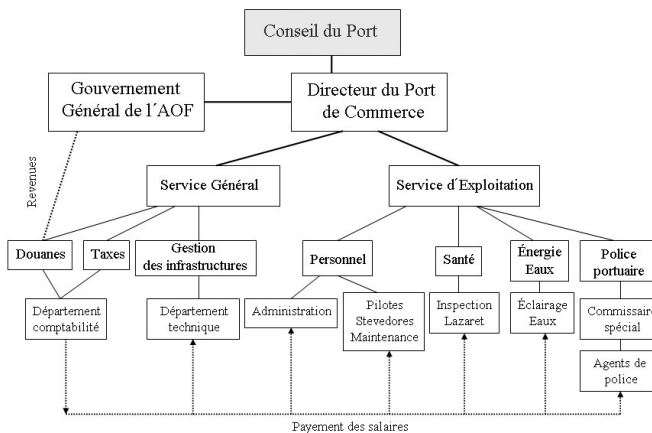 Conseil du Port
Gouvernement
Général de l´AOF
Directeur du Port
de Commerce
Revenues
Service Général
Service d´Exploitation
Douanes
Taxes
Gestion
des infrastructures
Personnel
Santé
Énergie
Eaux
Police
portuaire
Département
comptabilité
Département
technique
Administration
Pilotes
Stevedores
Maintenance
Inspection
Lazaret
Éclairage
Eaux
Commissaire
spécial
Agents de
police
Payement des salaires